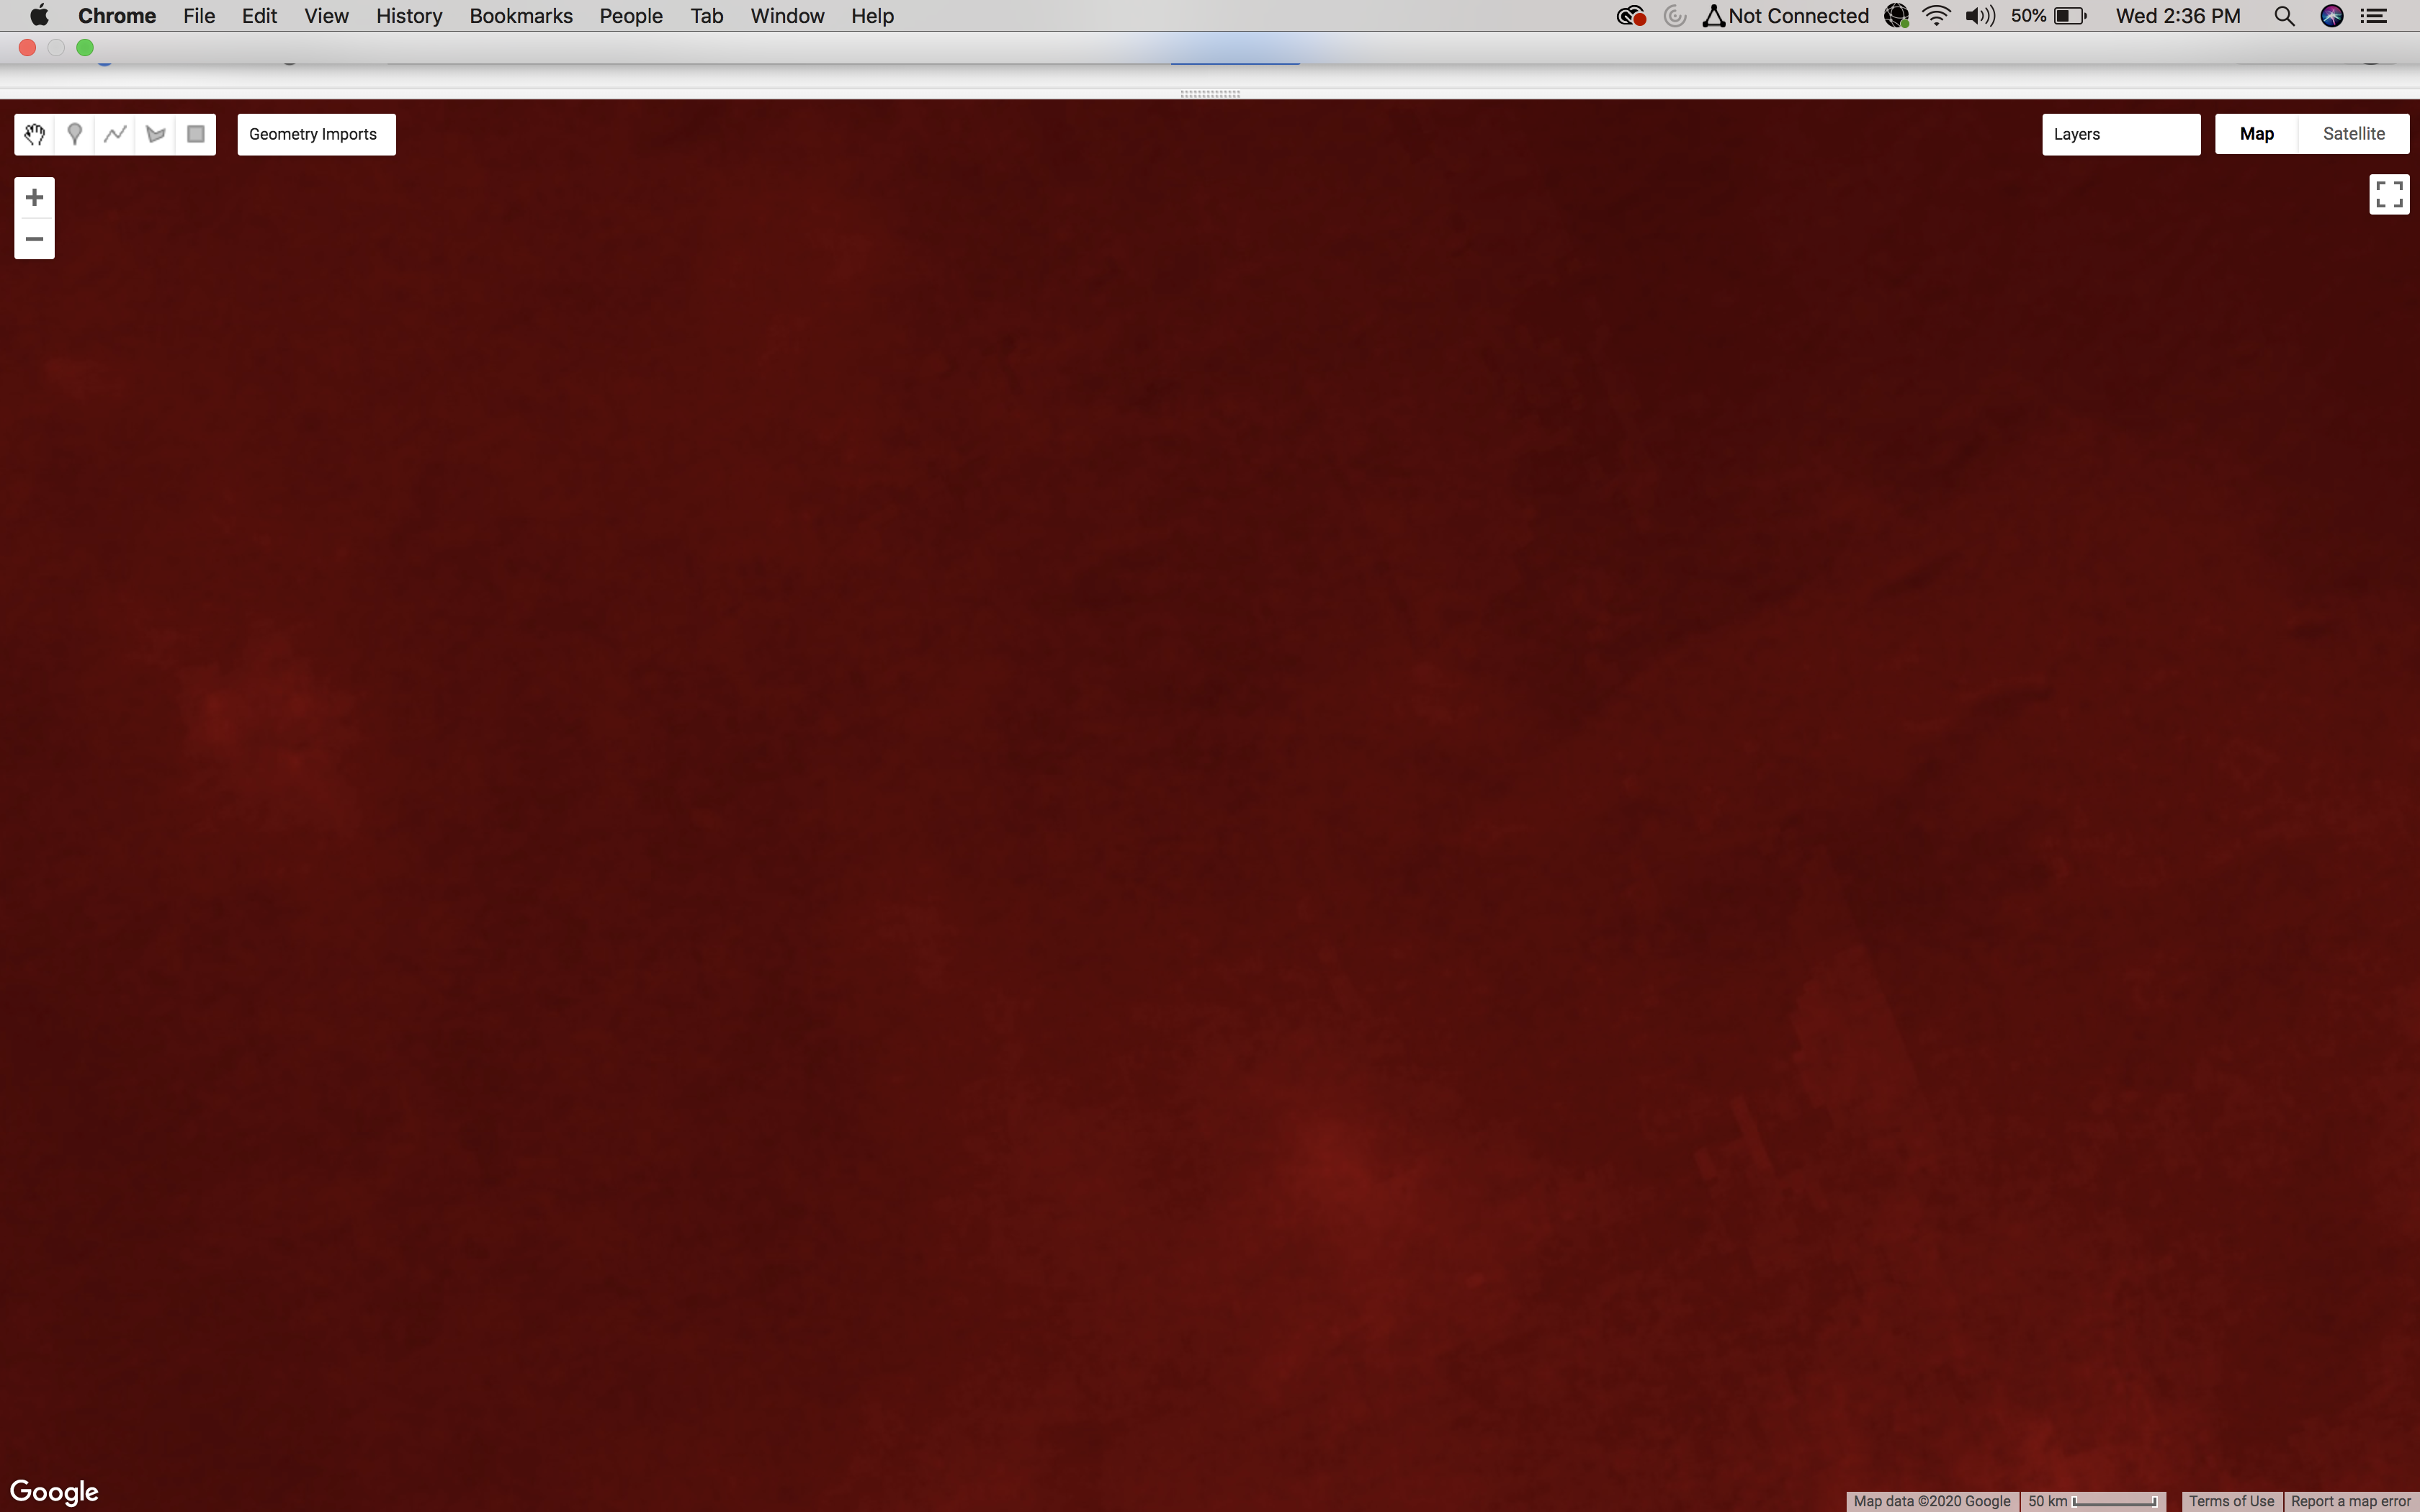 Chrome File Edit View History Bookmarks People Tab Window Help Not Connected 50% Wed 2:36 PM
Geometry Imports Layers Map Satellite
Google Map data ©2020 Google 50 km Terms of Use Report a map error